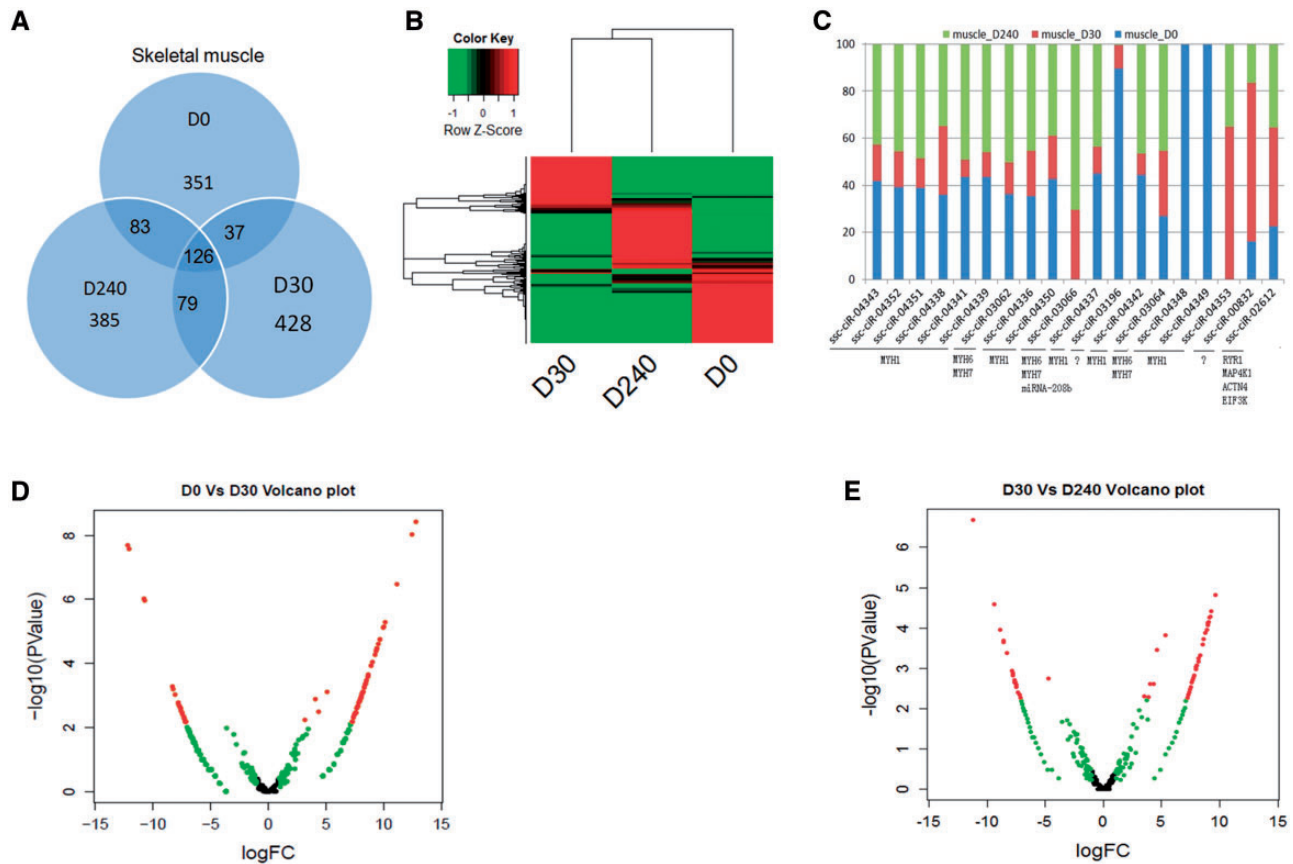 A
Skeletal muscle
D0
351
83
37
126
D240
385
79
D30
428
B
Color Key
-1 0 1
Row Z-Score
D30
D240
D0
C
muscle_D240 muscle_D30 muscle_D0
100
80
60
40
20
0
ssc-ciR-04343
ssc-ciR-04352
ssc-ciR-04351
ssc-ciR-04338
ssc-ciR-04341
ssc-ciR-04339
ssc-ciR-03062
ssc-ciR-04336
ssc-ciR-04350
ssc-ciR-03066
ssc-ciR-04337
ssc-ciR-03196
ssc-ciR-04342
ssc-ciR-03064
ssc-ciR-04348
ssc-ciR-04349
ssc-ciR-04353
ssc-ciR-00832
ssc-ciR-02612
MYH1 MYH6 MYH1 MYH6 MYH1 ? MYH1 MYH6 MYH1 ? RYR1
MYH7 MYH7 MYH7 MAP4K1
miRNA-208b ACTN4
EIF3K
D
D0 Vs D30 Volcano plot
−log10(PValue)
8
6
4
2
0
−15 −10 −5 0 5 10 15
logFC
E
D30 Vs D240 Volcano plot
-log10(PValue)
6
5
4
3
2
1
0
-15 -10 -5 0 5 10 15
logFC